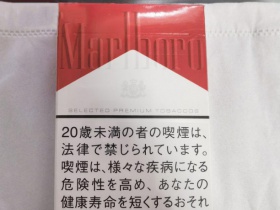 Marlboro
SELECTED PREMIUM TOBACCOS
20歳未満の者の喫煙は、
法律で禁じられています。
喫煙は、様々な疾病になる
危険性を高め、あなたの
健康寿命を短くするおそれ